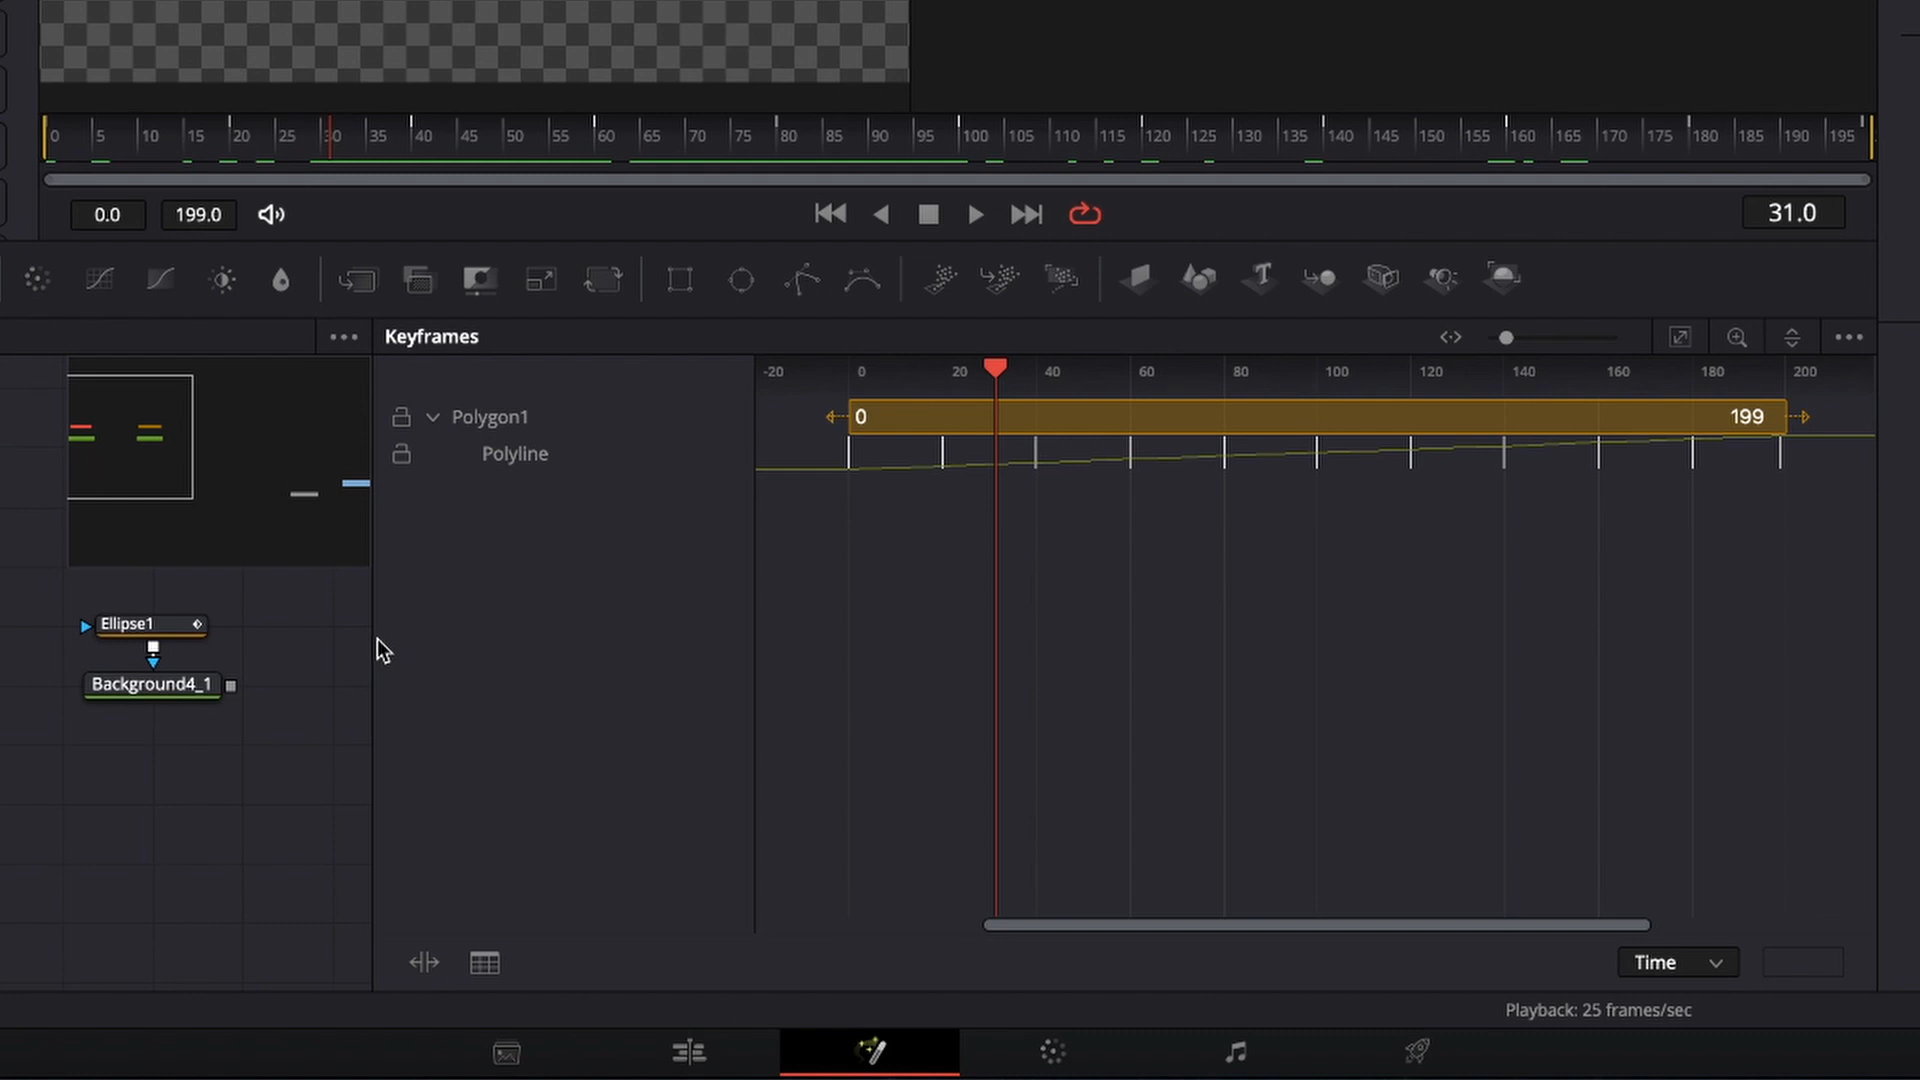 0 5 10 15 20 25 30 35 40 45 50 55 60 65 70 75 80 85 90 95 100 105 110 115 120 125 130 135 140 145 150 155 160 165 170 175 180 185 190 195
0.0 199.0 31.0
Keyframes
-20 0 20 40 60 80 100 120 140 160 180 200
Polygon1 0 199
Polyline
Ellipse1
Background4_1
Time
Playback: 25 frames/sec